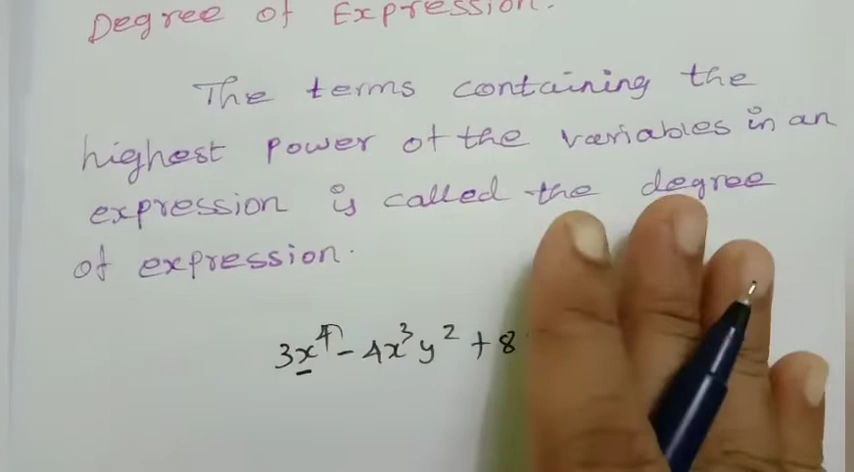 Degree of Expression.
The terms containing the
highest power of the variables in an
expression is called the degree
of expression.
3x⁴ - 4x³y² + 8